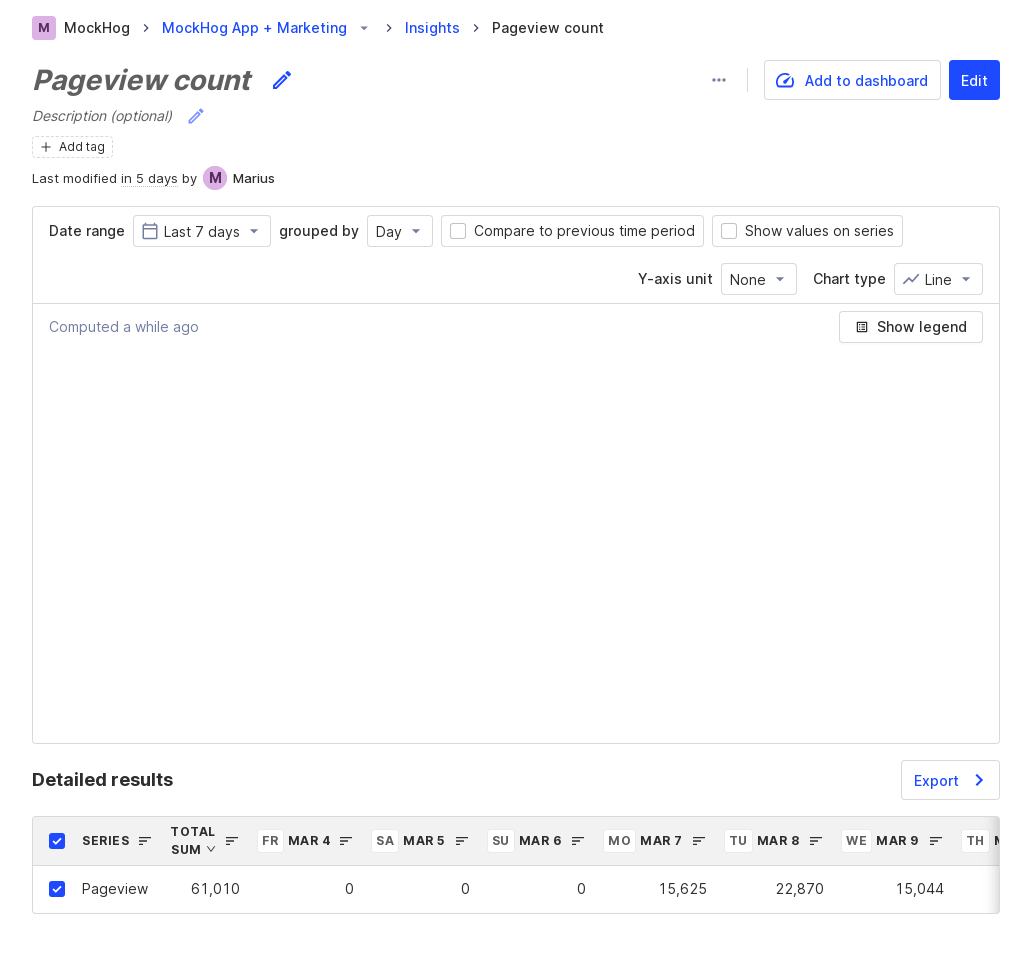 M MockHog MockHog App + Marketing Insights Pageview count
Pageview count
Add to dashboard Edit
Description (optional)
Add tag
Last modified in 5 days by M Marius
Date range Last 7 days grouped by Day Compare to previous time period Show values on series
Y-axis unit None Chart type Line
Computed a while ago Show legend
Detailed results Export
SERIES TOTAL SUM FR MAR 4 SA MAR 5 SU MAR 6 MO MAR 7 TU MAR 8 WE MAR 9 TH
Pageview 61,010 0 0 0 15,625 22,870 15,044